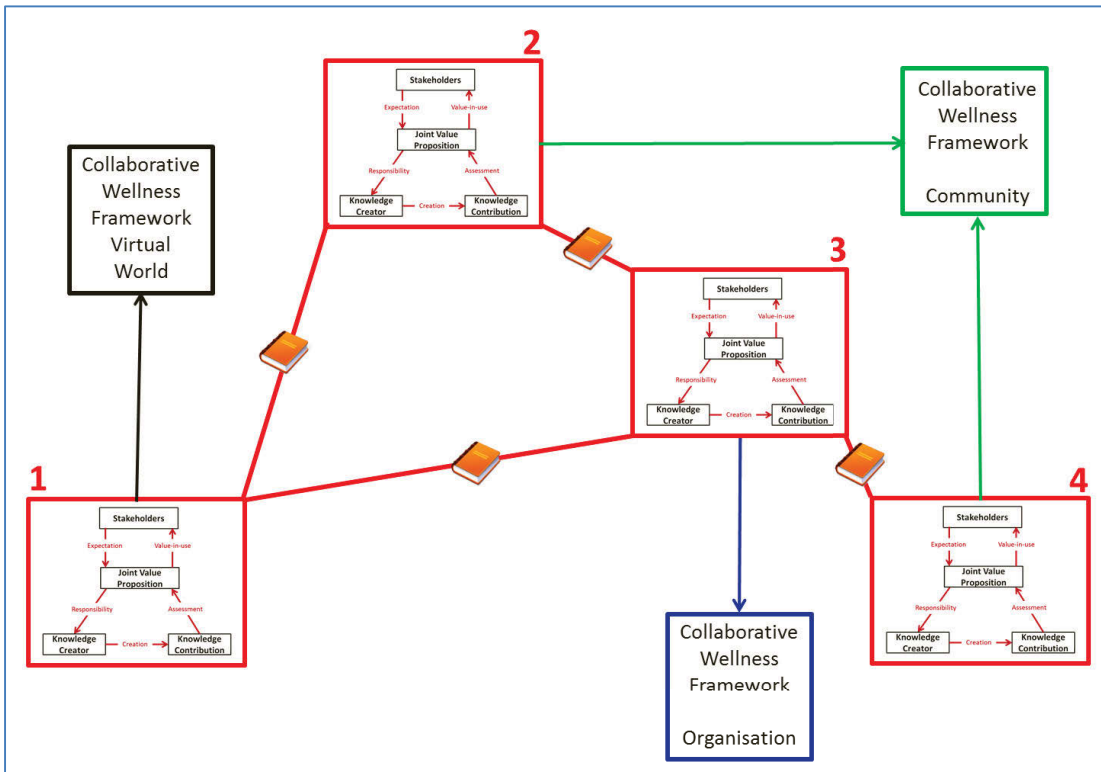 2
Stakeholders
Expectation
Value-in-use
Joint Value
Proposition
Responsibility
Assessment
Knowledge
Creator
Creation
Knowledge
Contribution
Collaborative
Wellness
Framework
Community
Collaborative
Wellness
Framework
Virtual
World
3
Stakeholders
Expectation
Value-in-use
Joint Value
Proposition
Responsibility
Assessment
Knowledge
Creator
Creation
Knowledge
Contribution
1
Stakeholders
Expectation
Value-in-use
Joint Value
Proposition
Responsibility
Assessment
Knowledge
Creator
Creation
Knowledge
Contribution
4
Stakeholders
Expectation
Value-in-use
Joint Value
Proposition
Responsibility
Assessment
Knowledge
Creator
Creation
Knowledge
Contribution
Collaborative
Wellness
Framework
Organisation